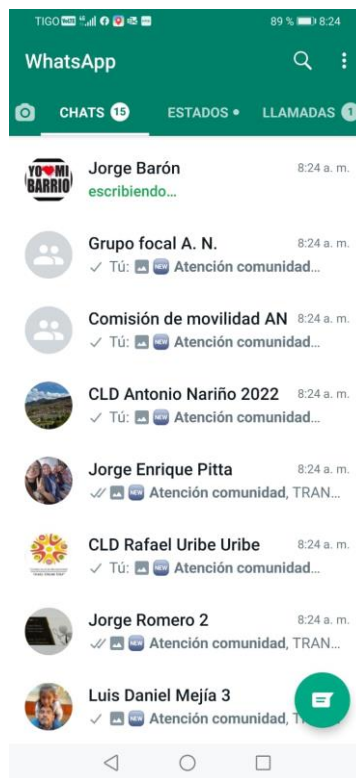 TIGO 89 % 8:24
WhatsApp
CHATS 15 ESTADOS • LLAMADAS 1
YO MI
BARRIO
Jorge Barón 8:24 a. m.
escribiendo...
Grupo focal A. N. 8:24 a. m.
Tú: NEW Atención comunidad...
Comisión de movilidad AN 8:24 a. m.
Tú: NEW Atención comunidad...
CLD Antonio Nariño 2022 8:24 a. m.
Tú: NEW Atención comunidad...
Jorge Enrique Pitta 8:24 a. m.
NEW Atención comunidad, TRAN...
CLD Rafael Uribe Uribe 8:24 a. m.
Tú: NEW Atención comunidad...
Jorge Romero 2 8:24 a. m.
NEW Atención comunidad, TRAN...
Luis Daniel Mejía 3 8:24 a. m.
NEW Atención comunidad,